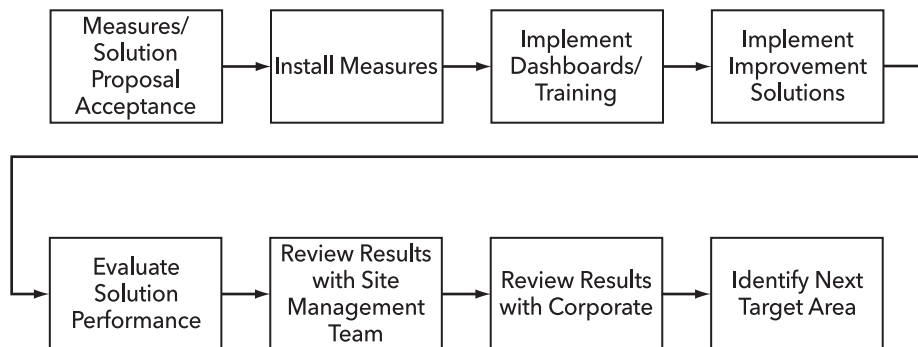 Measures/
Solution
Proposal
Acceptance
Install Measures
Implement
Dashboards/
Training
Implement
Improvement
Solutions
Evaluate
Solution
Performance
Review Results
with Site
Management
Team
Review Results
with Corporate
Identify Next
Target Area